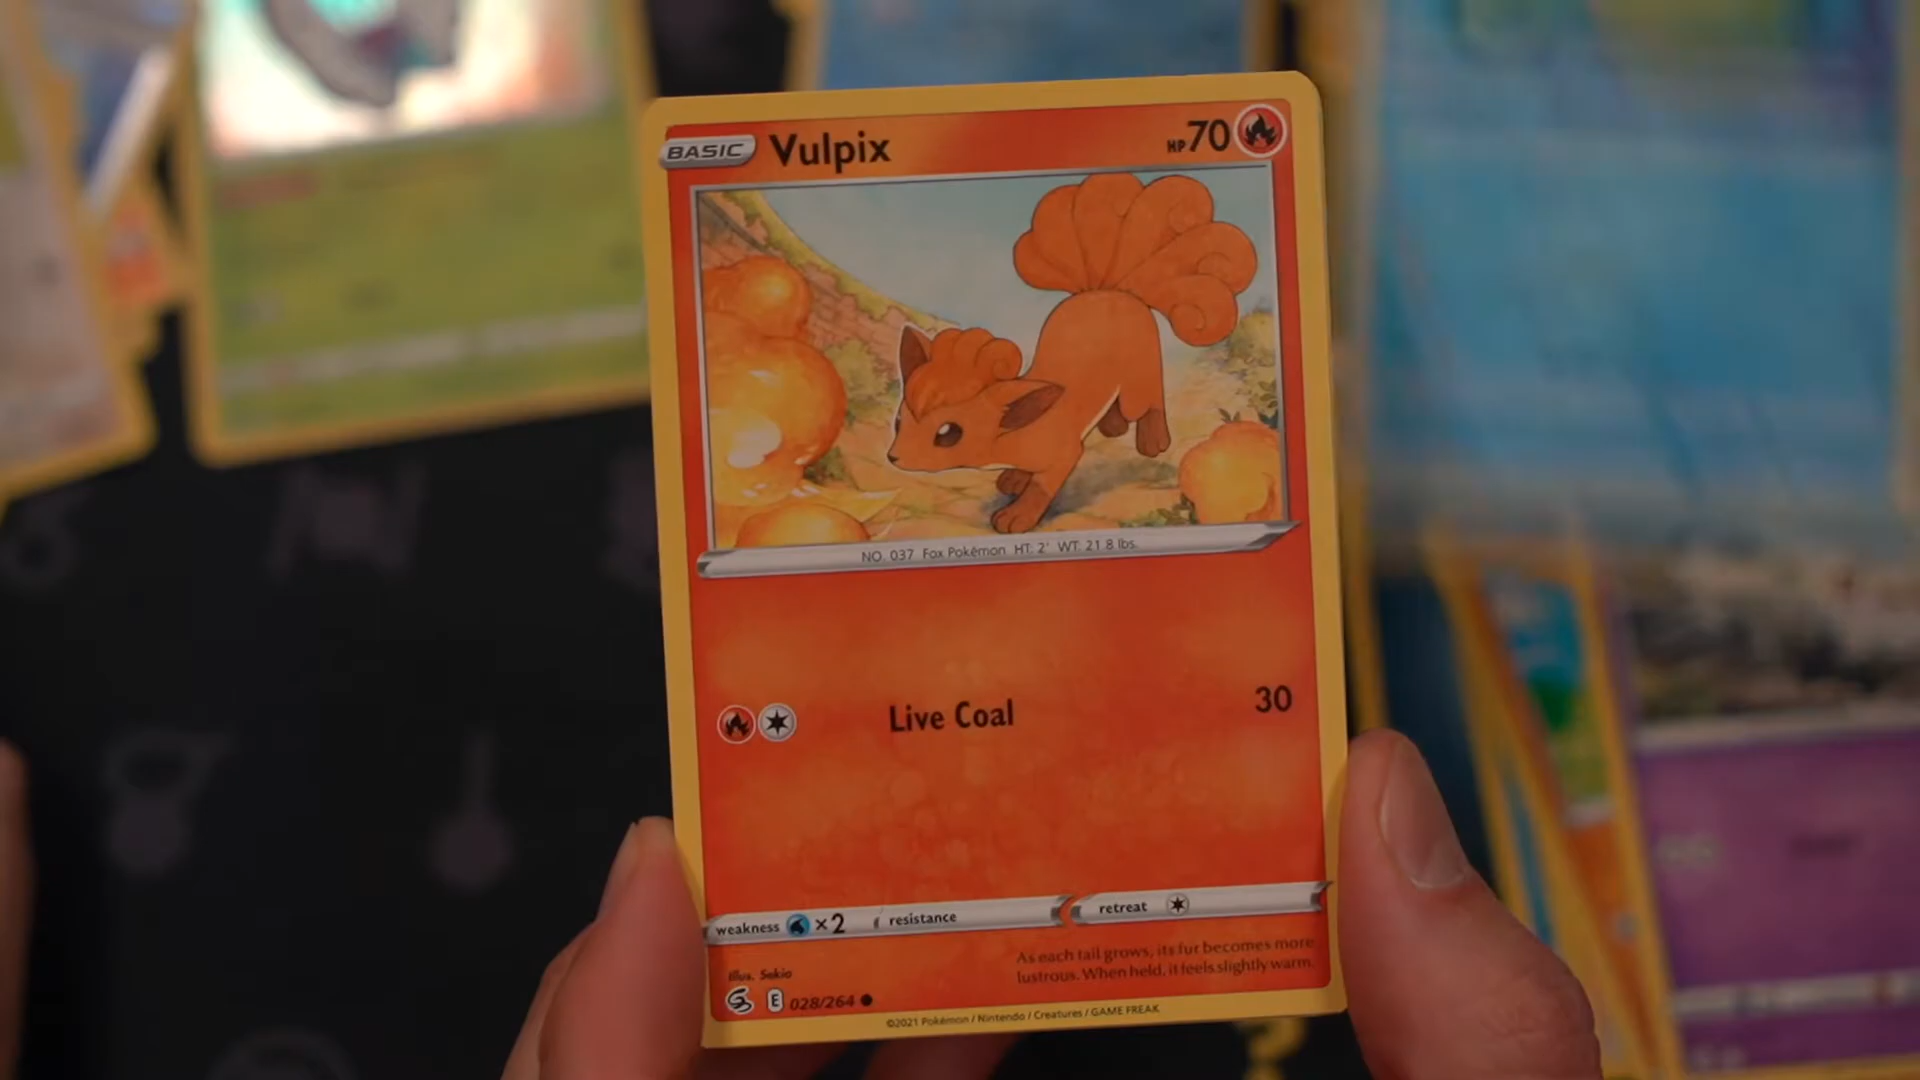 BASIC Vulpix HP 70
NO. 037 Fox Pokémon HT: 2' WT: 21.8 lbs.
Live Coal 30
weakness ×2 resistance retreat
As each tail grows, its fur becomes more
lustrous. When held, it feels slightly warm.
Illus. Sekio
E 028/264
©2021 Pokémon / Nintendo / Creatures / GAME FREAK